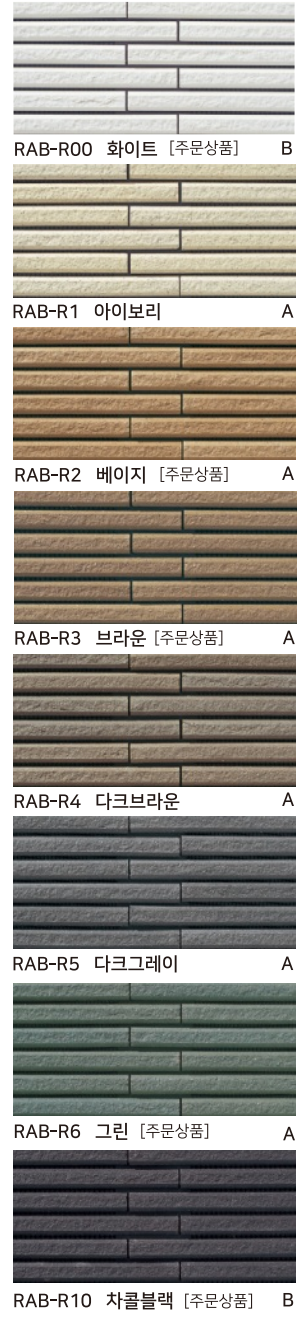 RAB-R00 화이트 [주문상품] B
RAB-R1 아이보리 A
RAB-R2 베이지 [주문상품] A
RAB-R3 브라운 [주문상품] A
RAB-R4 다크브라운 A
RAB-R5 다크그레이 A
RAB-R6 그린 [주문상품] A
RAB-R10 차콜블랙 [주문상품] B